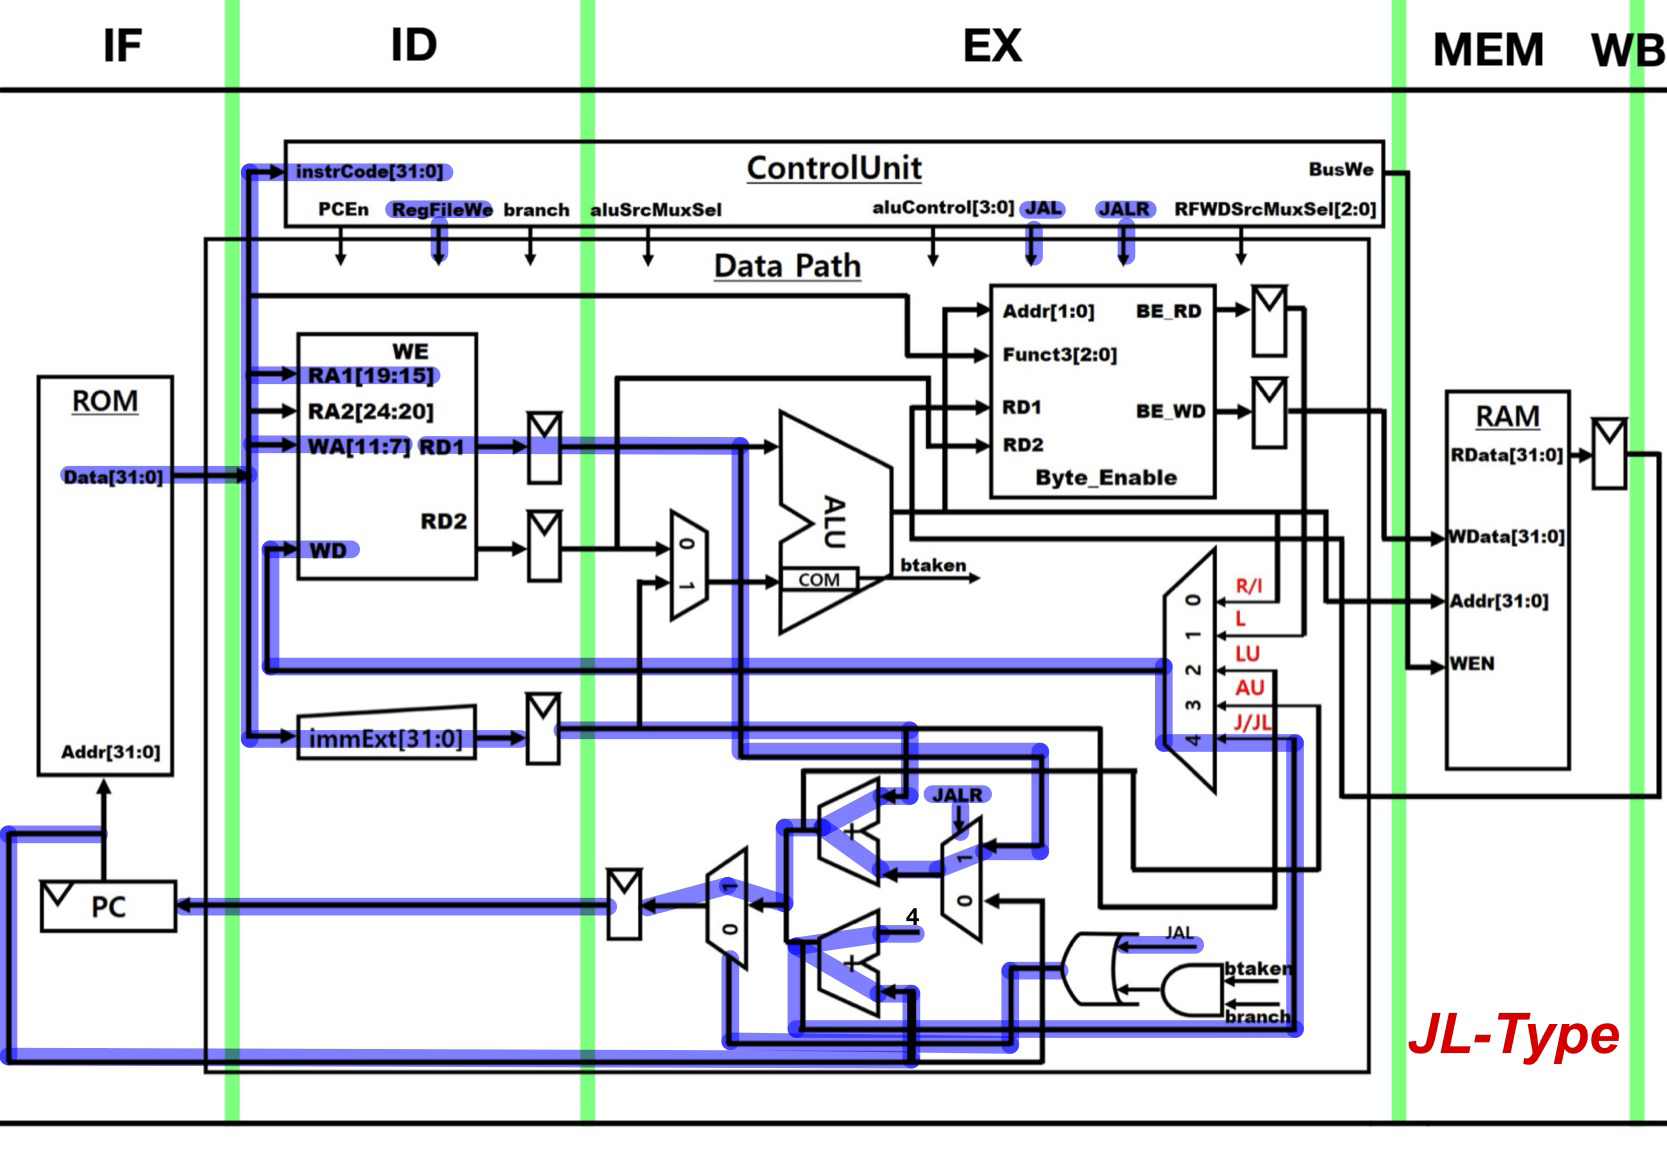 IF ID EX MEM WB
ControlUnit
instrCode[31:0] BusWe
PCEn RegFileWe branch aluSrcMuxSel aluControl[3:0] JAL JALR RFWDSrcMuxSel[2:0]
Data Path
ROM
Data[31:0]
Addr[31:0]
PC
WE
RA1[19:15]
RA2[24:20]
WA[11:7] RD1
RD2
WD
immExt[31:0]
0
1
ALU
COM
btaken
Addr[1:0] BE_RD
Funct3[2:0]
RD1 BE_WD
RD2
Byte_Enable
0 R/I
1 L
2 LU
3 AU
4 J/JL
RAM
RData[31:0]
WData[31:0]
Addr[31:0]
WEN
JALR
+
1
0
1
0
4
+
JAL
btaken
branch
JL-Type